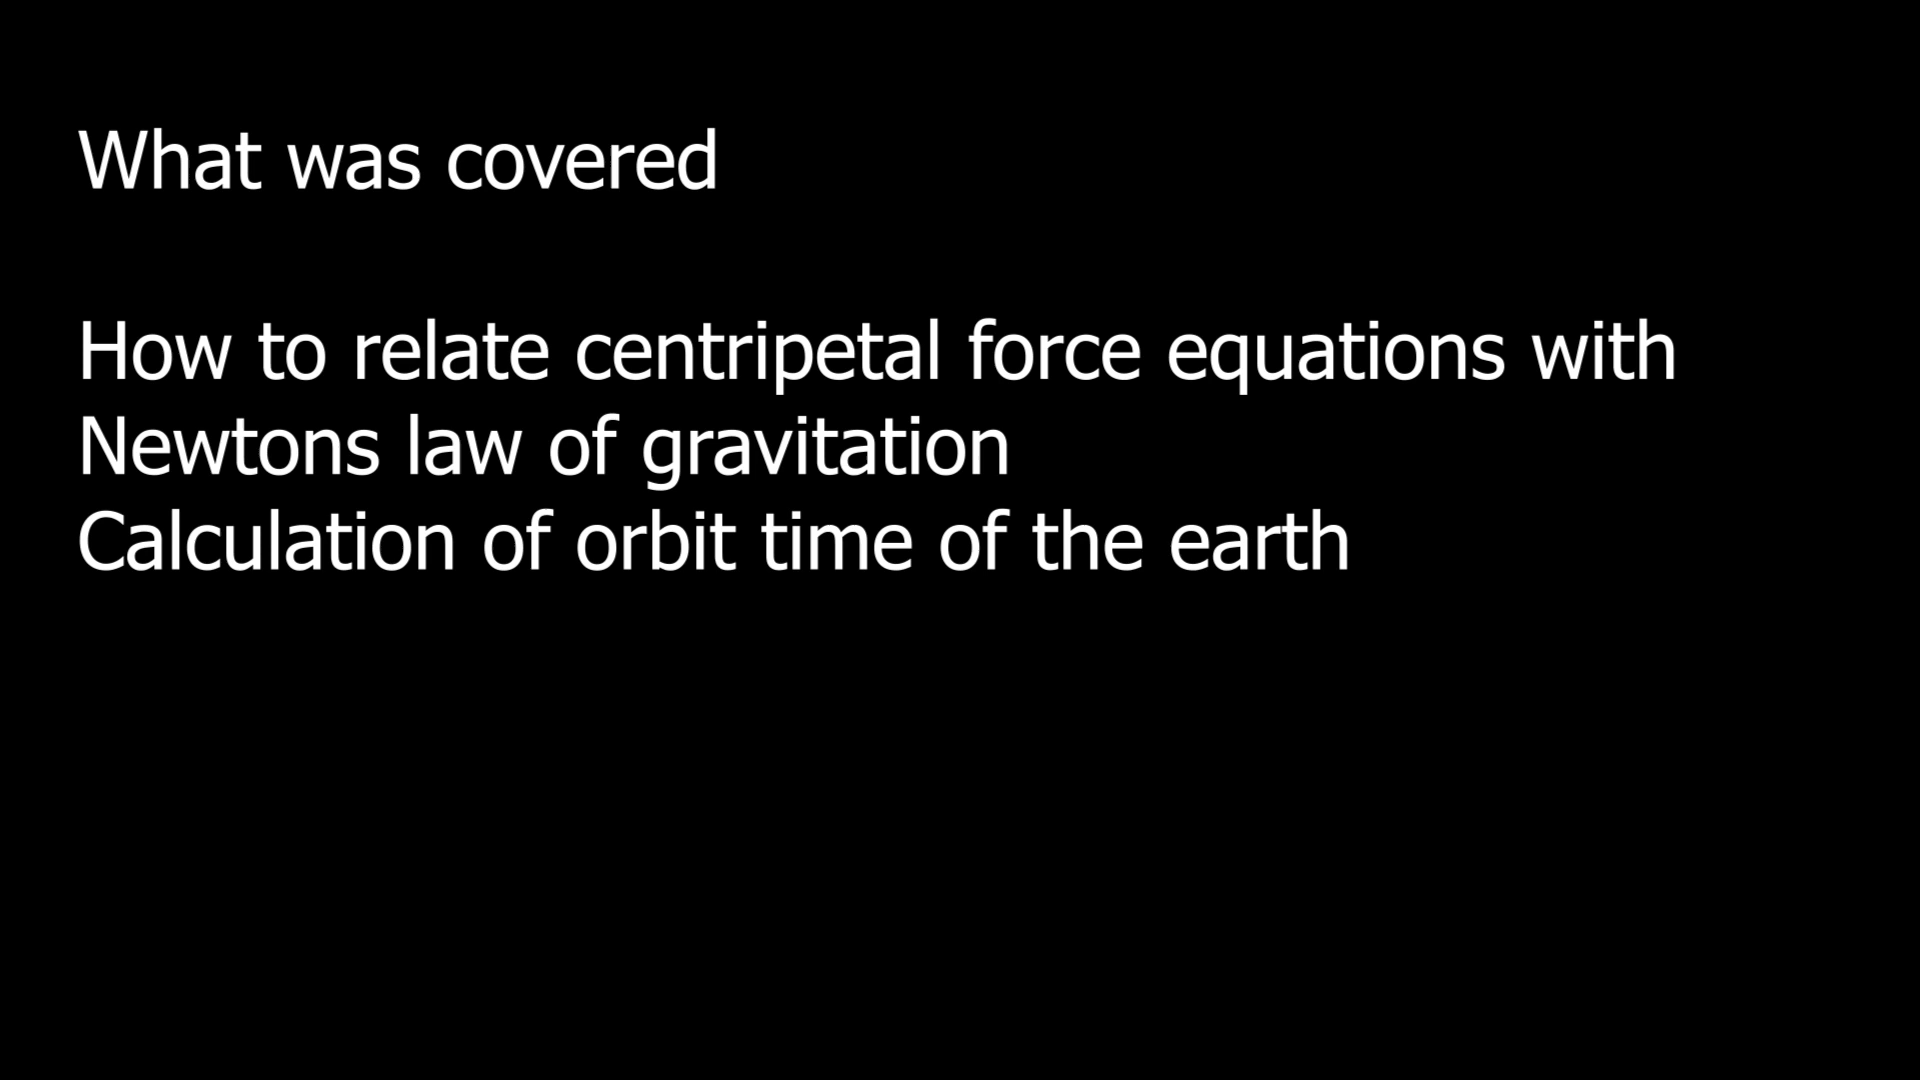 What was covered
How to relate centripetal force equations with
Newtons law of gravitation
Calculation of orbit time of the earth